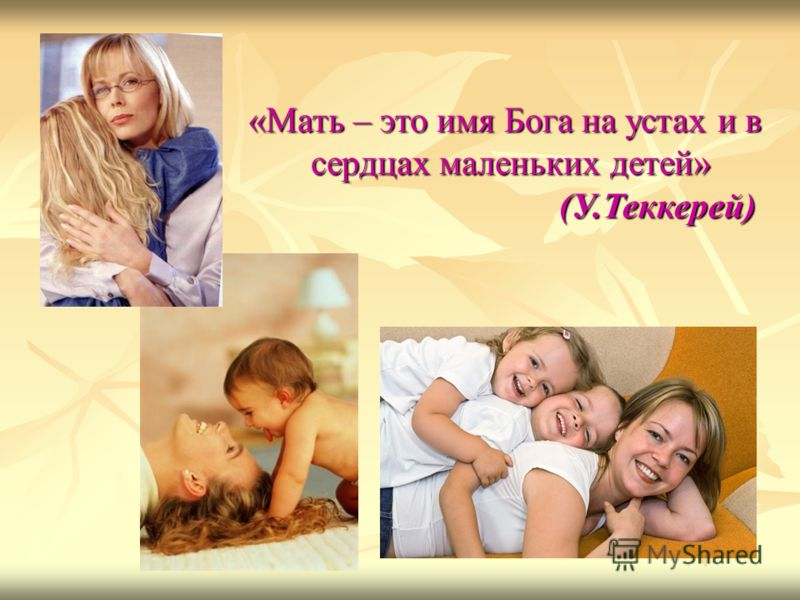 «Мать – это имя Бога на устах и в
сердцах маленьких детей»
(У.Теккерей)
MyShared